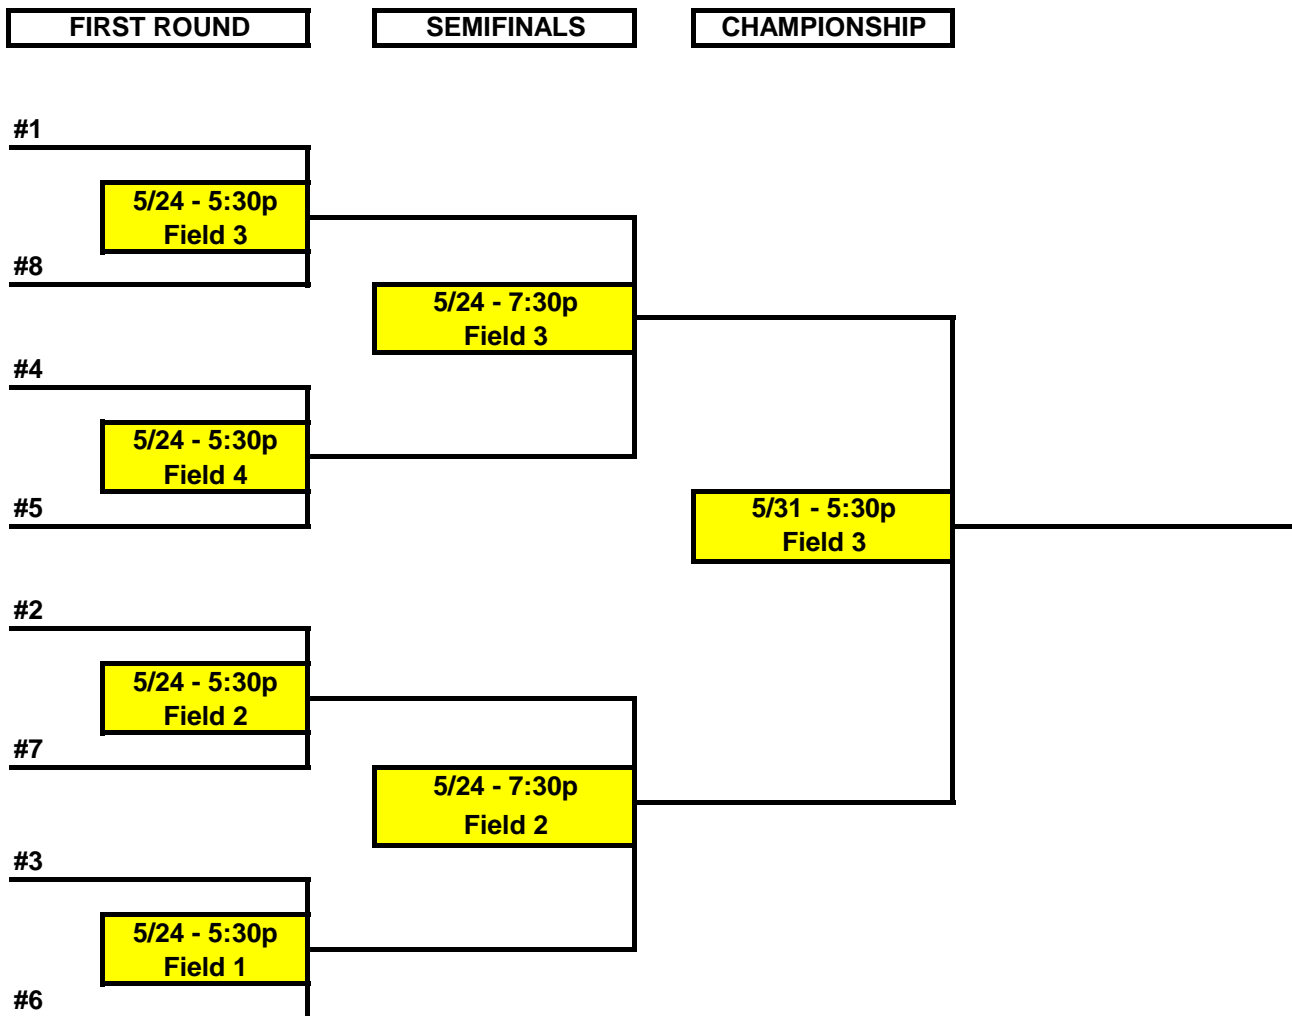 FIRST ROUND
SEMIFINALS
CHAMPIONSHIP
#1
5/24 - 5:30p
Field 3
#8
5/24 - 7:30p
Field 3
#4
5/24 - 5:30p
Field 4
#5
5/31 - 5:30p
Field 3
#2
5/24 - 5:30p
Field 2
#7
5/24 - 7:30p
Field 2
#3
5/24 - 5:30p
Field 1
#6